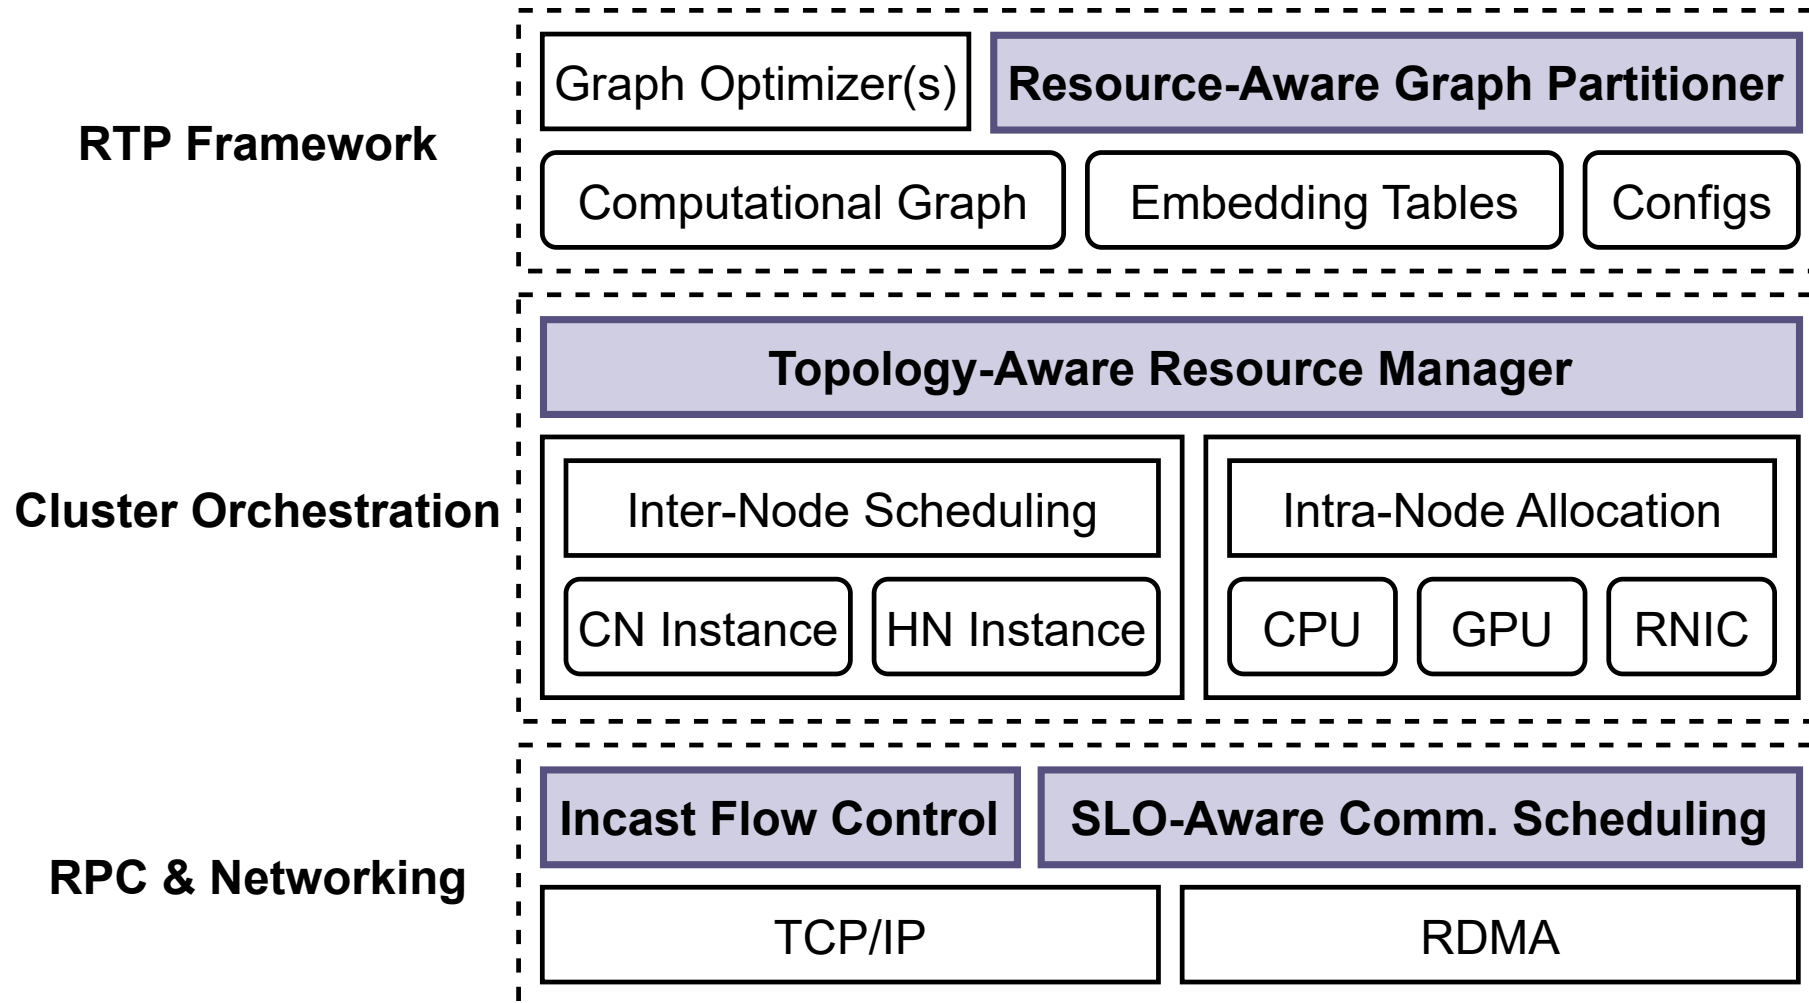 RTP Framework
Graph Optimizer(s)
Resource-Aware Graph Partitioner
Computational Graph
Embedding Tables
Configs
Cluster Orchestration
Topology-Aware Resource Manager
Inter-Node Scheduling
CN Instance
HN Instance
Intra-Node Allocation
CPU
GPU
RNIC
RPC & Networking
Incast Flow Control
SLO-Aware Comm. Scheduling
TCP/IP
RDMA